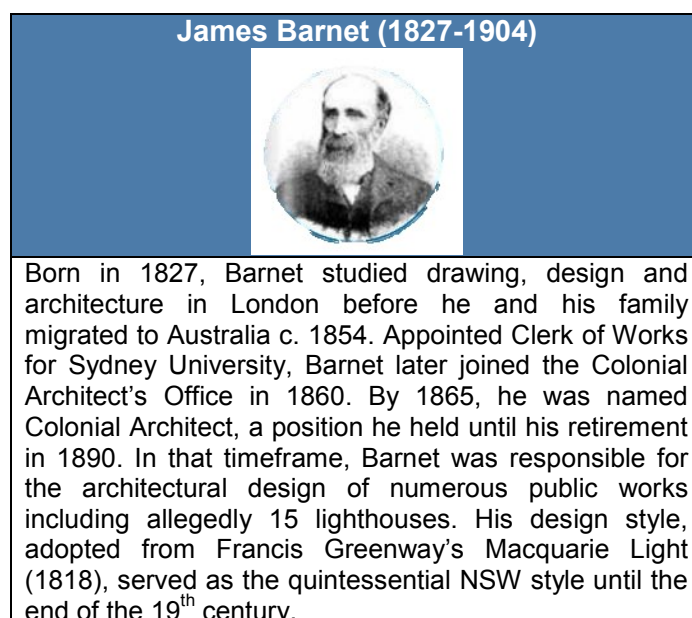 James Barnet (1827-1904)
Born in 1827, Barnet studied drawing, design and
architecture in London before he and his family
migrated to Australia c. 1854. Appointed Clerk of Works
for Sydney University, Barnet later joined the Colonial
Architect's Office in 1860. By 1865, he was named
Colonial Architect, a position he held until his retirement
in 1890. In that timeframe, Barnet was responsible for
the architectural design of numerous public works
including allegedly 15 lighthouses. His design style,
adopted from Francis Greenway's Macquarie Light
(1818), served as the quintessential NSW style until the
end of the 19th century.